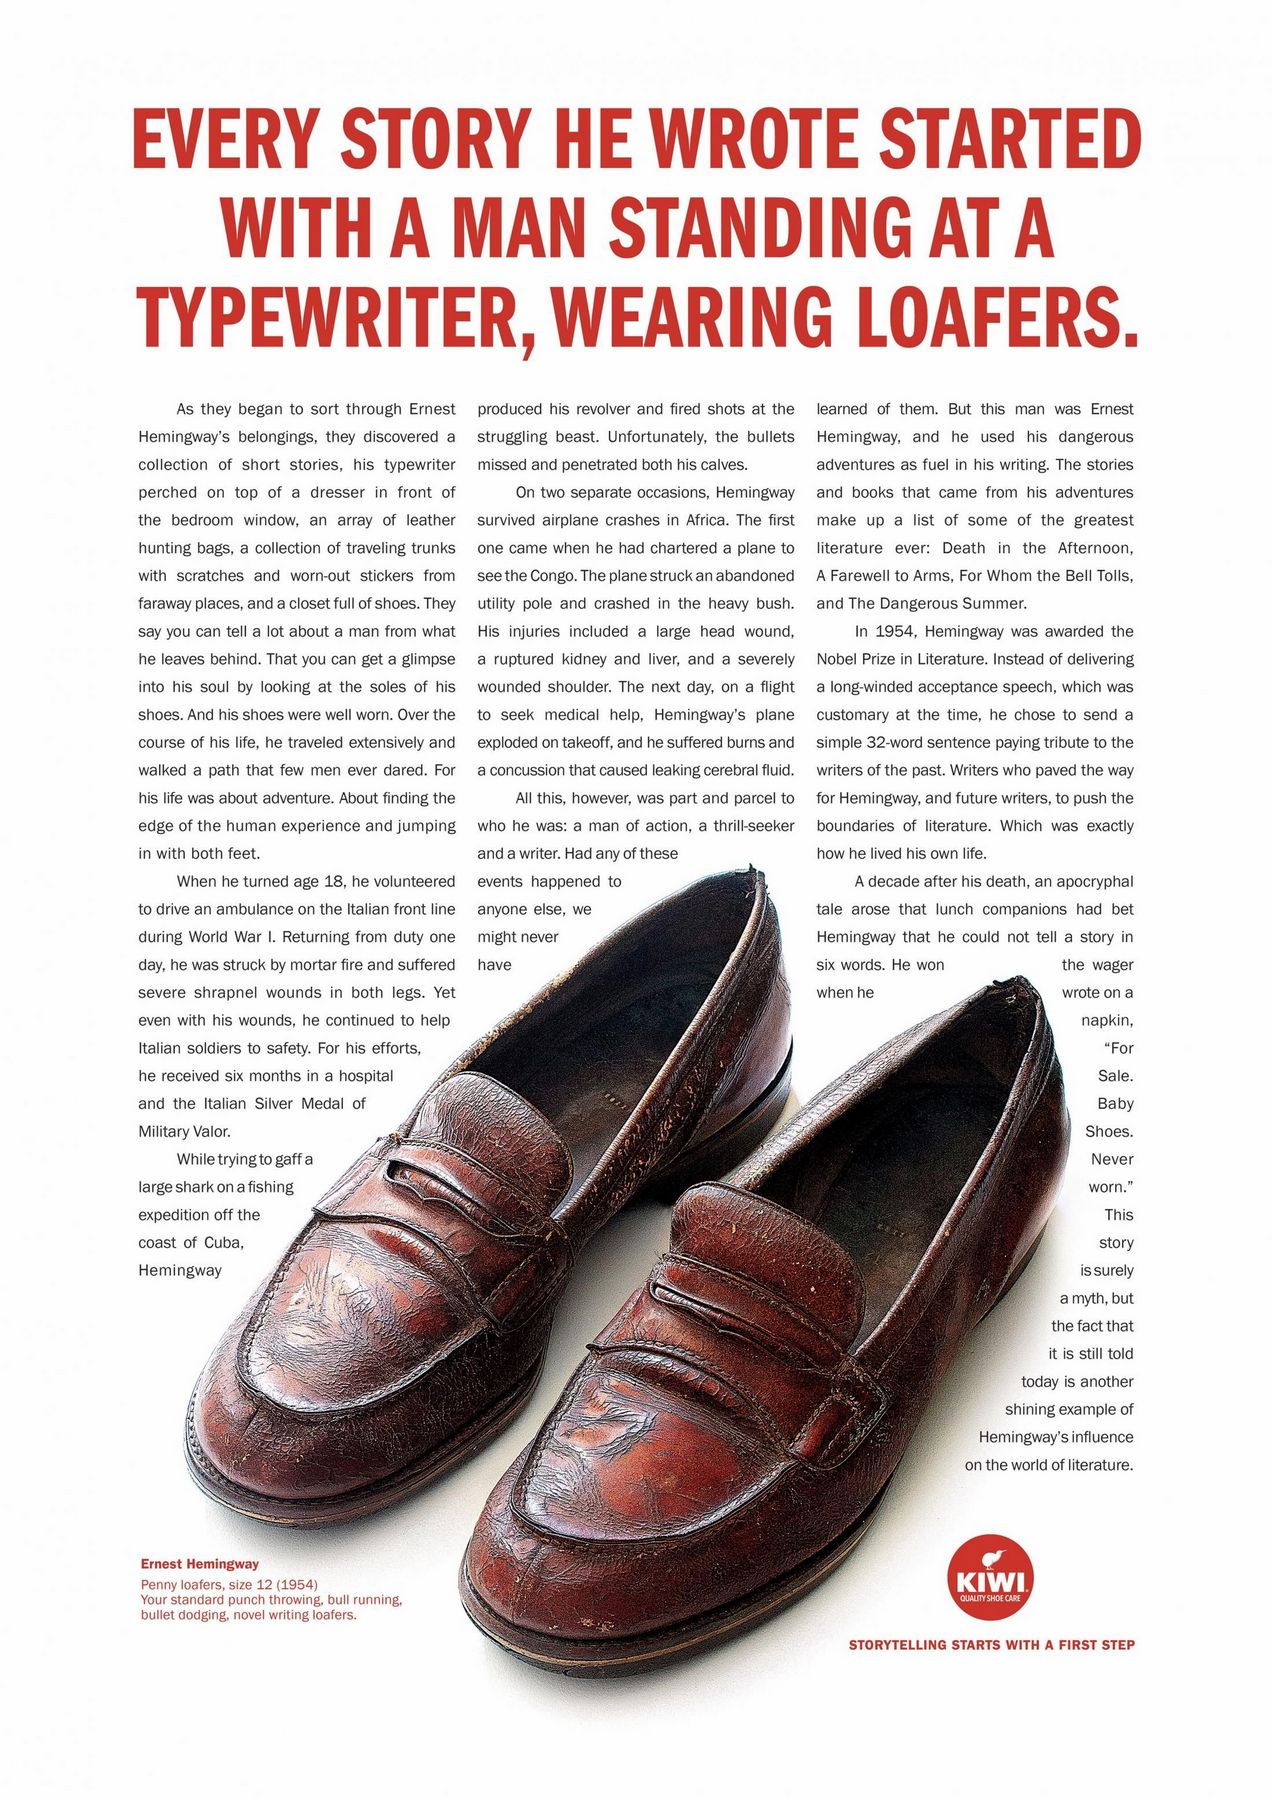 EVERY STORY HE WROTE STARTED
WITH A MAN STANDING AT A
TYPEWRITER, WEARING LOAFERS.
As they began to sort through Ernest
Hemingway's belongings, they discovered a
collection of short stories, his typewriter
perched on top of a dresser in front of
the bedroom window, an array of leather
hunting bags, a collection of traveling trunks
with scratches and worn-out stickers from
faraway places, and a closet full of shoes. They
say you can tell a lot about a man from what
he leaves behind. That you can get a glimpse
into his soul by looking at the soles of his
shoes. And his shoes were well worn. Over the
course of his life, he traveled extensively and
walked a path that few men ever dared. For
his life was about adventure. About finding the
edge of the human experience and jumping
in with both feet.
When he turned age 18, he volunteered
to drive an ambulance on the Italian front line
during World War I. Returning from duty one
day, he was struck by mortar fire and suffered
severe shrapnel wounds in both legs. Yet
even with his wounds, he continued to help
Italian soldiers to safety. For his efforts,
he received six months in a hospital
and the Italian Silver Medal of
Military Valor.
While trying to gaff a
large shark on a fishing
expedition off the
coast of Cuba,
Hemingway
produced his revolver and fired shots at the
struggling beast. Unfortunately, the bullets
missed and penetrated both his calves.
On two separate occasions, Hemingway
survived airplane crashes in Africa. The first
one came when he had chartered a plane to
see the Congo. The plane struck an abandoned
utility pole and crashed in the heavy bush.
His injuries included a large head wound,
a ruptured kidney and liver, and a severely
wounded shoulder. The next day, on a flight
to seek medical help, Hemingway's plane
exploded on takeoff, and he suffered burns and
a concussion that caused leaking cerebral fluid.
All this, however, was part and parcel to
who he was: a man of action, a thrill-seeker
and a writer. Had any of these
events happened to
anyone else, we
might never
have
learned of them. But this man was Ernest
Hemingway, and he used his dangerous
adventures as fuel in his writing. The stories
and books that came from his adventures
make up a list of some of the greatest
literature ever: Death in the Afternoon,
A Farewell to Arms, For Whom the Bell Tolls,
and The Dangerous Summer.
In 1954, Hemingway was awarded the
Nobel Prize in Literature. Instead of delivering
a long-winded acceptance speech, which was
customary at the time, he chose to send a
simple 32-word sentence paying tribute to the
writers of the past. Writers who paved the way
for Hemingway, and future writers, to push the
boundaries of literature. Which was exactly
how he lived his own life.
A decade after his death, an apocryphal
tale arose that lunch companions had bet
Hemingway that he could not tell a story in
six words. He won the wager
when he wrote on a
napkin,
“For
Sale.
Baby
Shoes.
Never
worn.”
This
story
is surely
a myth, but
the fact that
it is still told
today is another
shining example of
Hemingway's influence
on the world of literature.
Ernest Hemingway
Penny loafers, size 12 (1954)
Your standard punch throwing, bull running,
bullet dodging, novel writing loafers.
KIWI
QUALITY SHOE CARE
STORYTELLING STARTS WITH A FIRST STEP